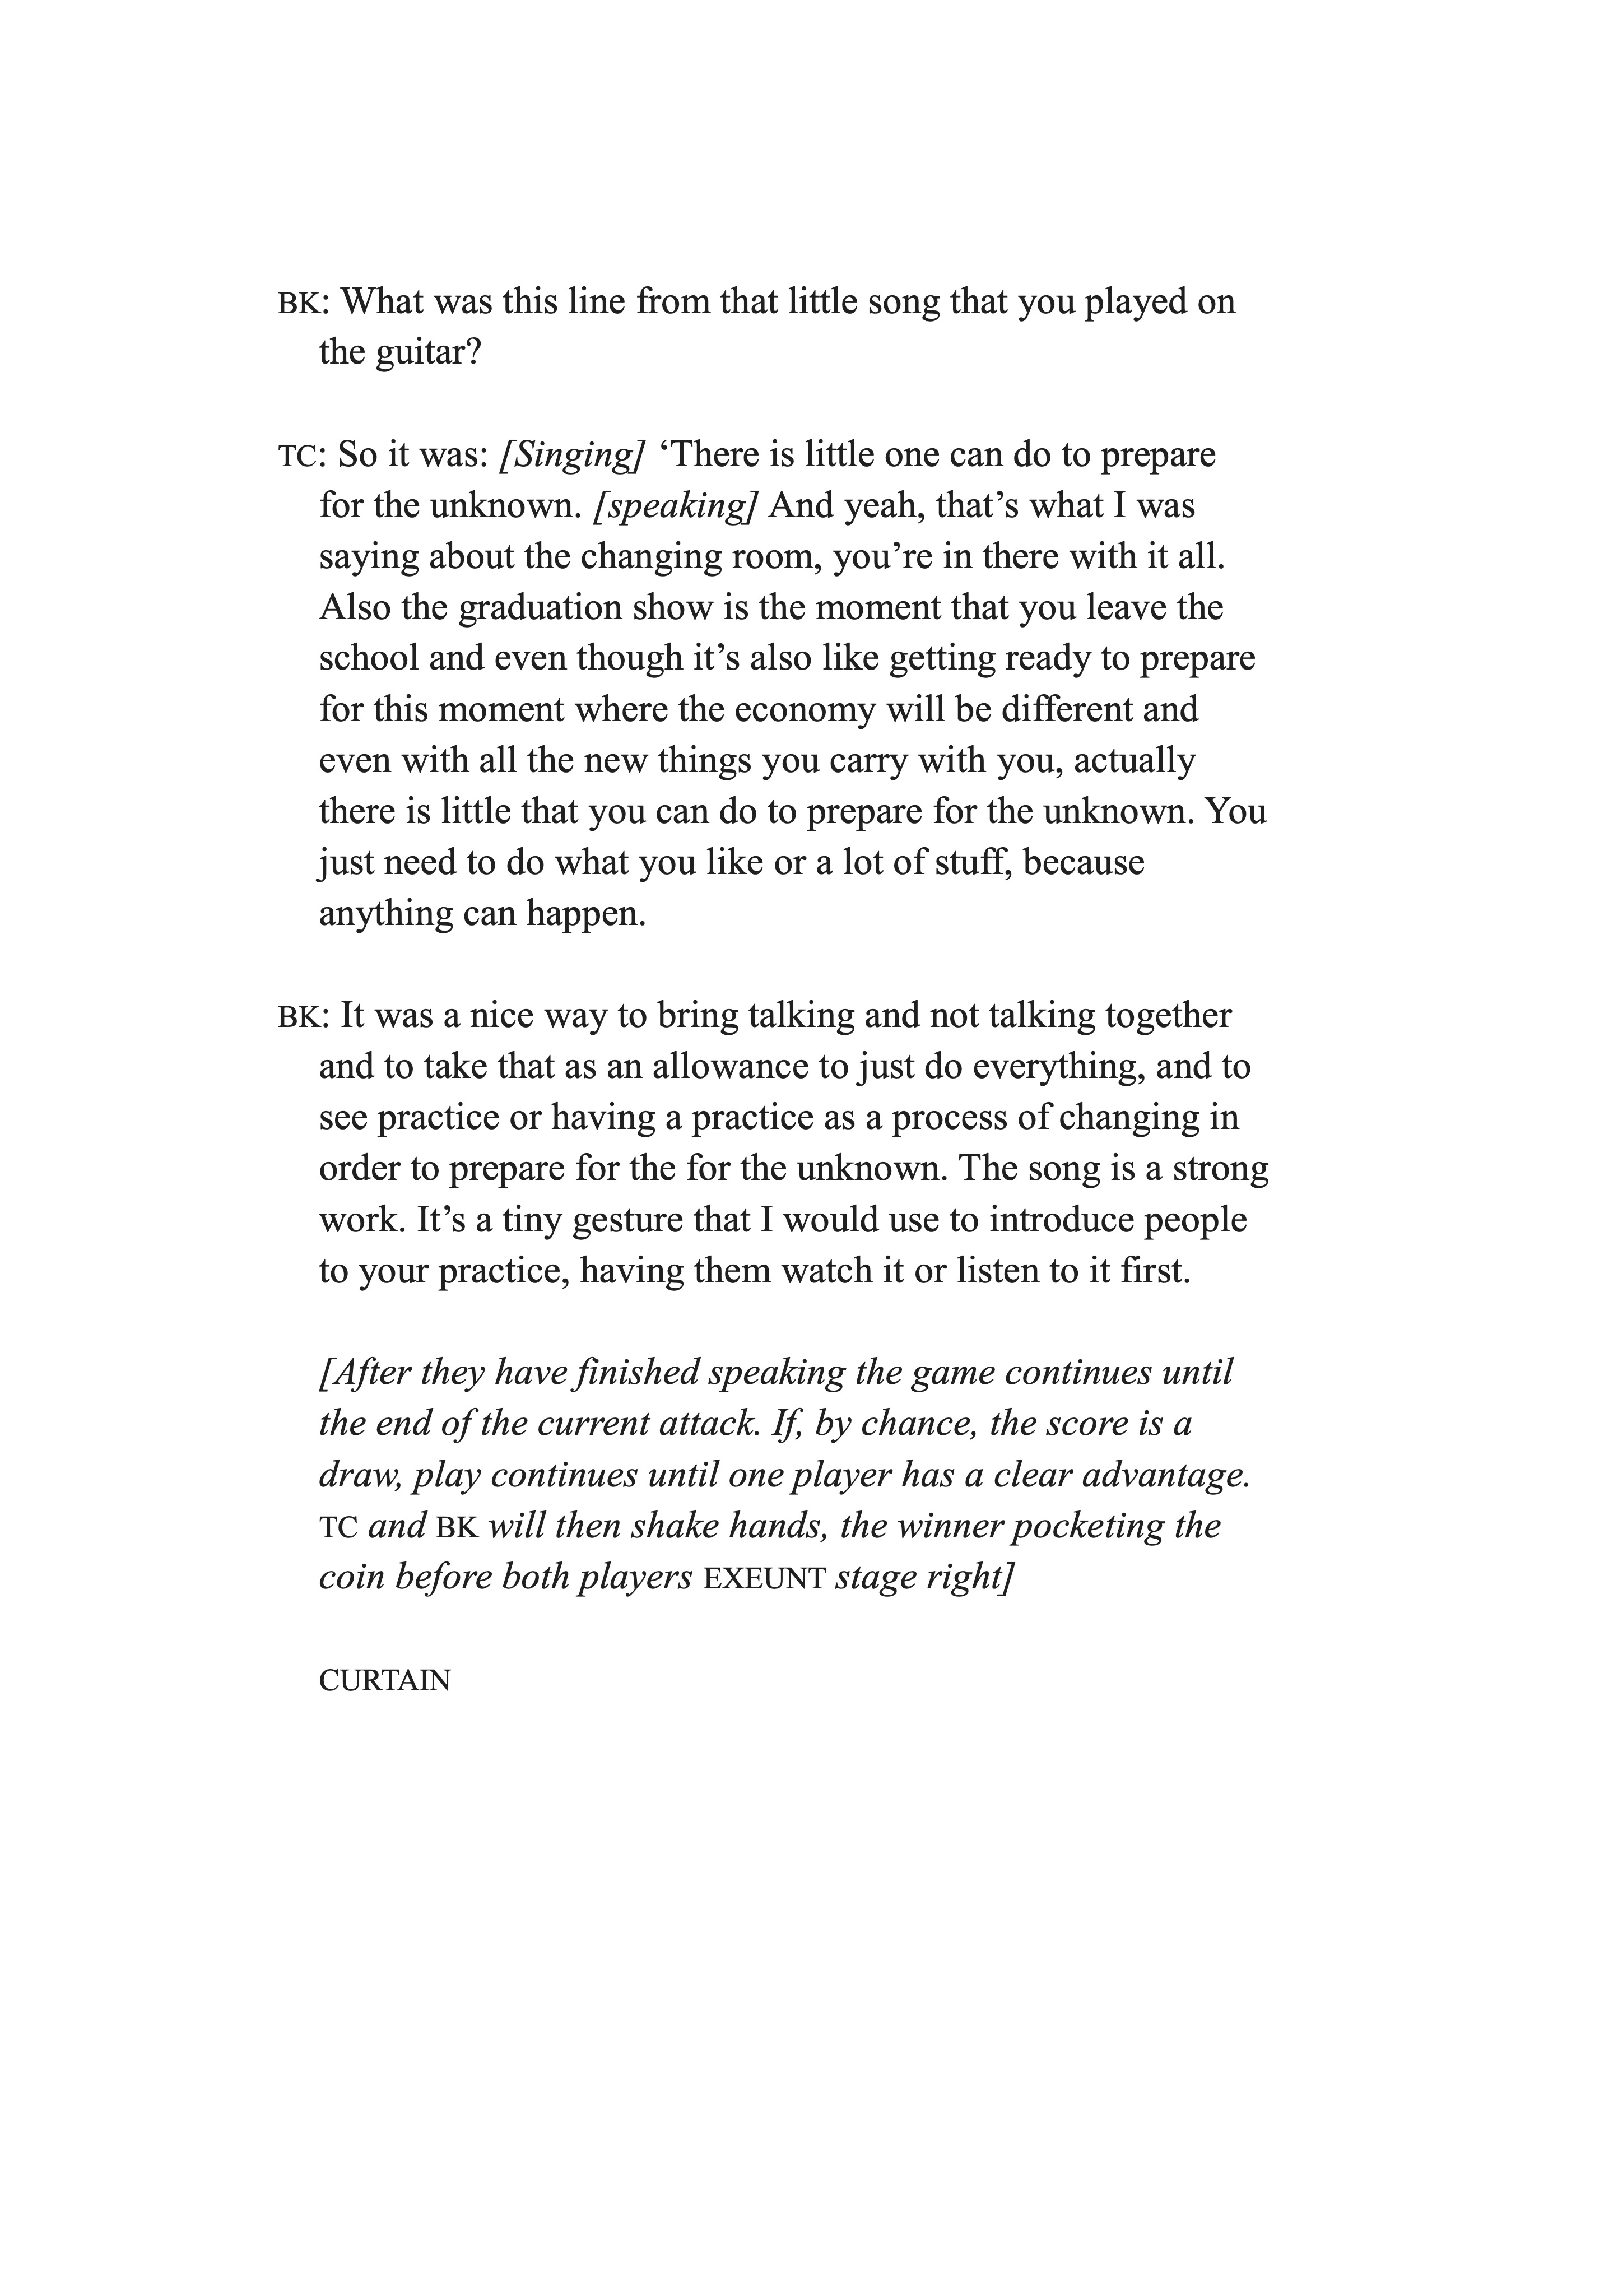 BK: What was this line from that little song that you played on
the guitar?
TC: So it was: [Singing] ‘There is little one can do to prepare
for the unknown. [speaking] And yeah, that’s what I was
saying about the changing room, you’re in there with it all.
Also the graduation show is the moment that you leave the
school and even though it’s also like getting ready to prepare
for this moment where the economy will be different and
even with all the new things you carry with you, actually
there is little that you can do to prepare for the unknown. You
just need to do what you like or a lot of stuff, because
anything can happen.
BK: It was a nice way to bring talking and not talking together
and to take that as an allowance to just do everything, and to
see practice or having a practice as a process of changing in
order to prepare for the for the unknown. The song is a strong
work. It’s a tiny gesture that I would use to introduce people
to your practice, having them watch it or listen to it first.
[After they have finished speaking the game continues until
the end of the current attack. If, by chance, the score is a
draw, play continues until one player has a clear advantage.
TC and BK will then shake hands, the winner pocketing the
coin before both players EXEUNT stage right]
CURTAIN